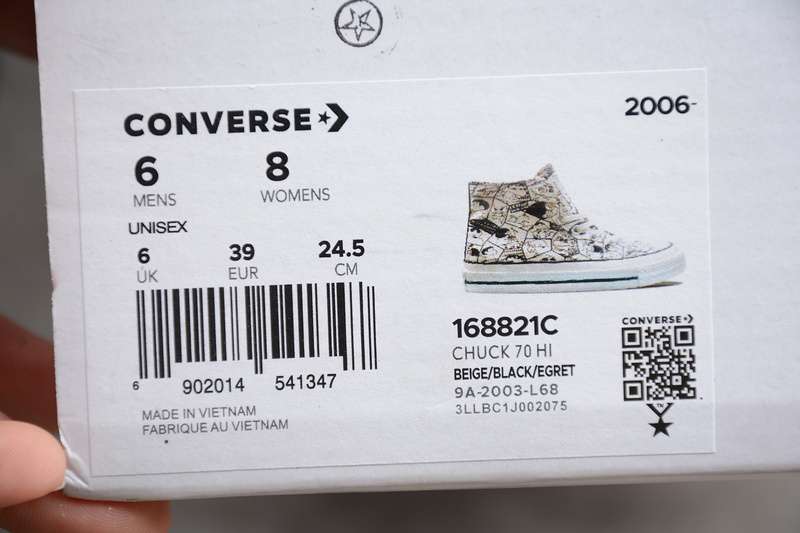 CONVERSE
2006-
6 8
MENS WOMENS
UNISEX
6 39 24.5
UK EUR CM
6 902014 541347
MADE IN VIETNAM
FABRIQUE AU VIETNAM
168821C
CHUCK 70 HI
BEIGE/BLACK/EGRET
9A-2003-L68
3LLBC1J002075
CONVERSE